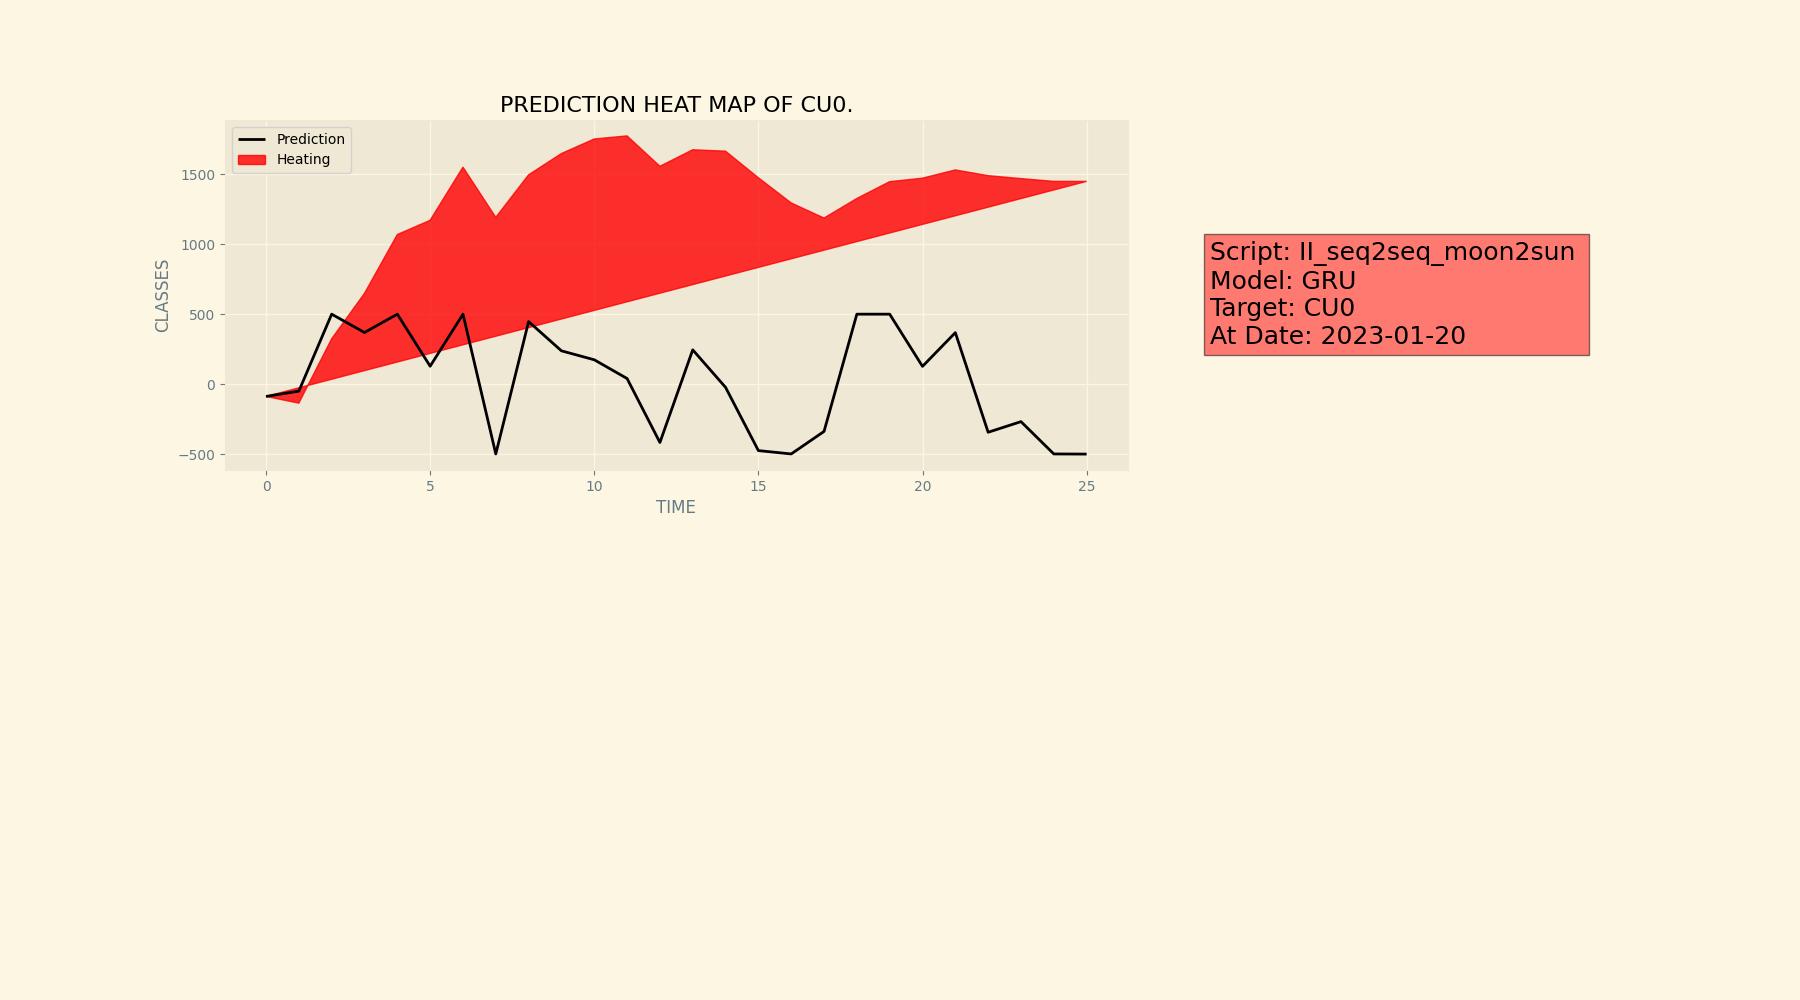 PREDICTION HEAT MAP OF CU0.
Prediction
Heating
1500
1000
500
0
−500
CLASSES
0 5 10 15 20 25
TIME
Script: II_seq2seq_moon2sun
Model: GRU
Target: CU0
At Date: 2023-01-20